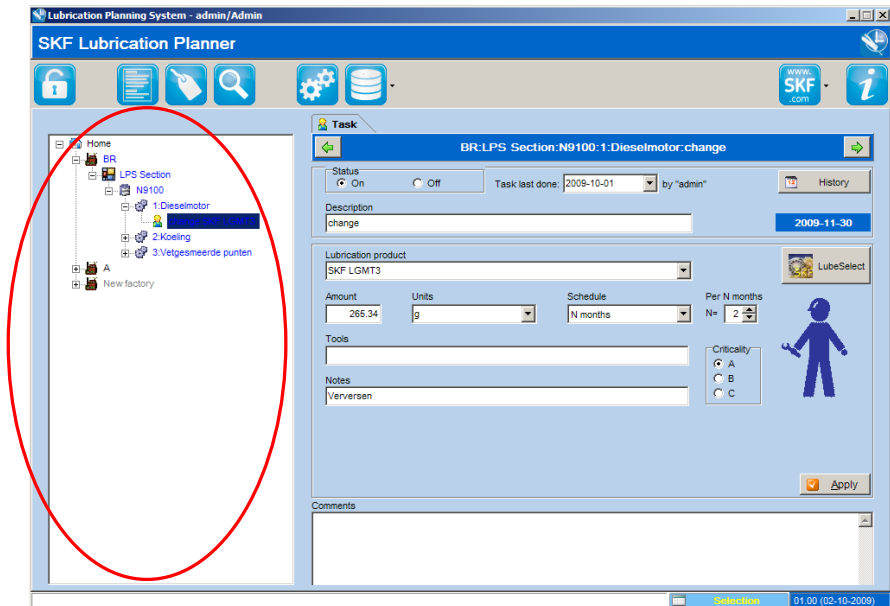 Lubrication Planning System - admin/Admin
SKF Lubrication Planner
www.
SKF
.com
i
Task
Home
BR
LPS Section
N9100
1:Dieselmotor
2:Koeling
3:Vetgesmeerde punten
A
New factory
BR:LPS Section:N9100:1:Dieselmotor:change
Status
On Off Task last done: 2009-10-01 by "admin" History
Description
change 2009-11-30
Lubrication product
SKF LGMT3 LubeSelect
Amount Units Schedule Per N months
265.34 g N months N= 2
Tools
Criticality
A
B
C
Notes
Verversen
Apply
Comments
Selection 01.00 (02-10-2009)